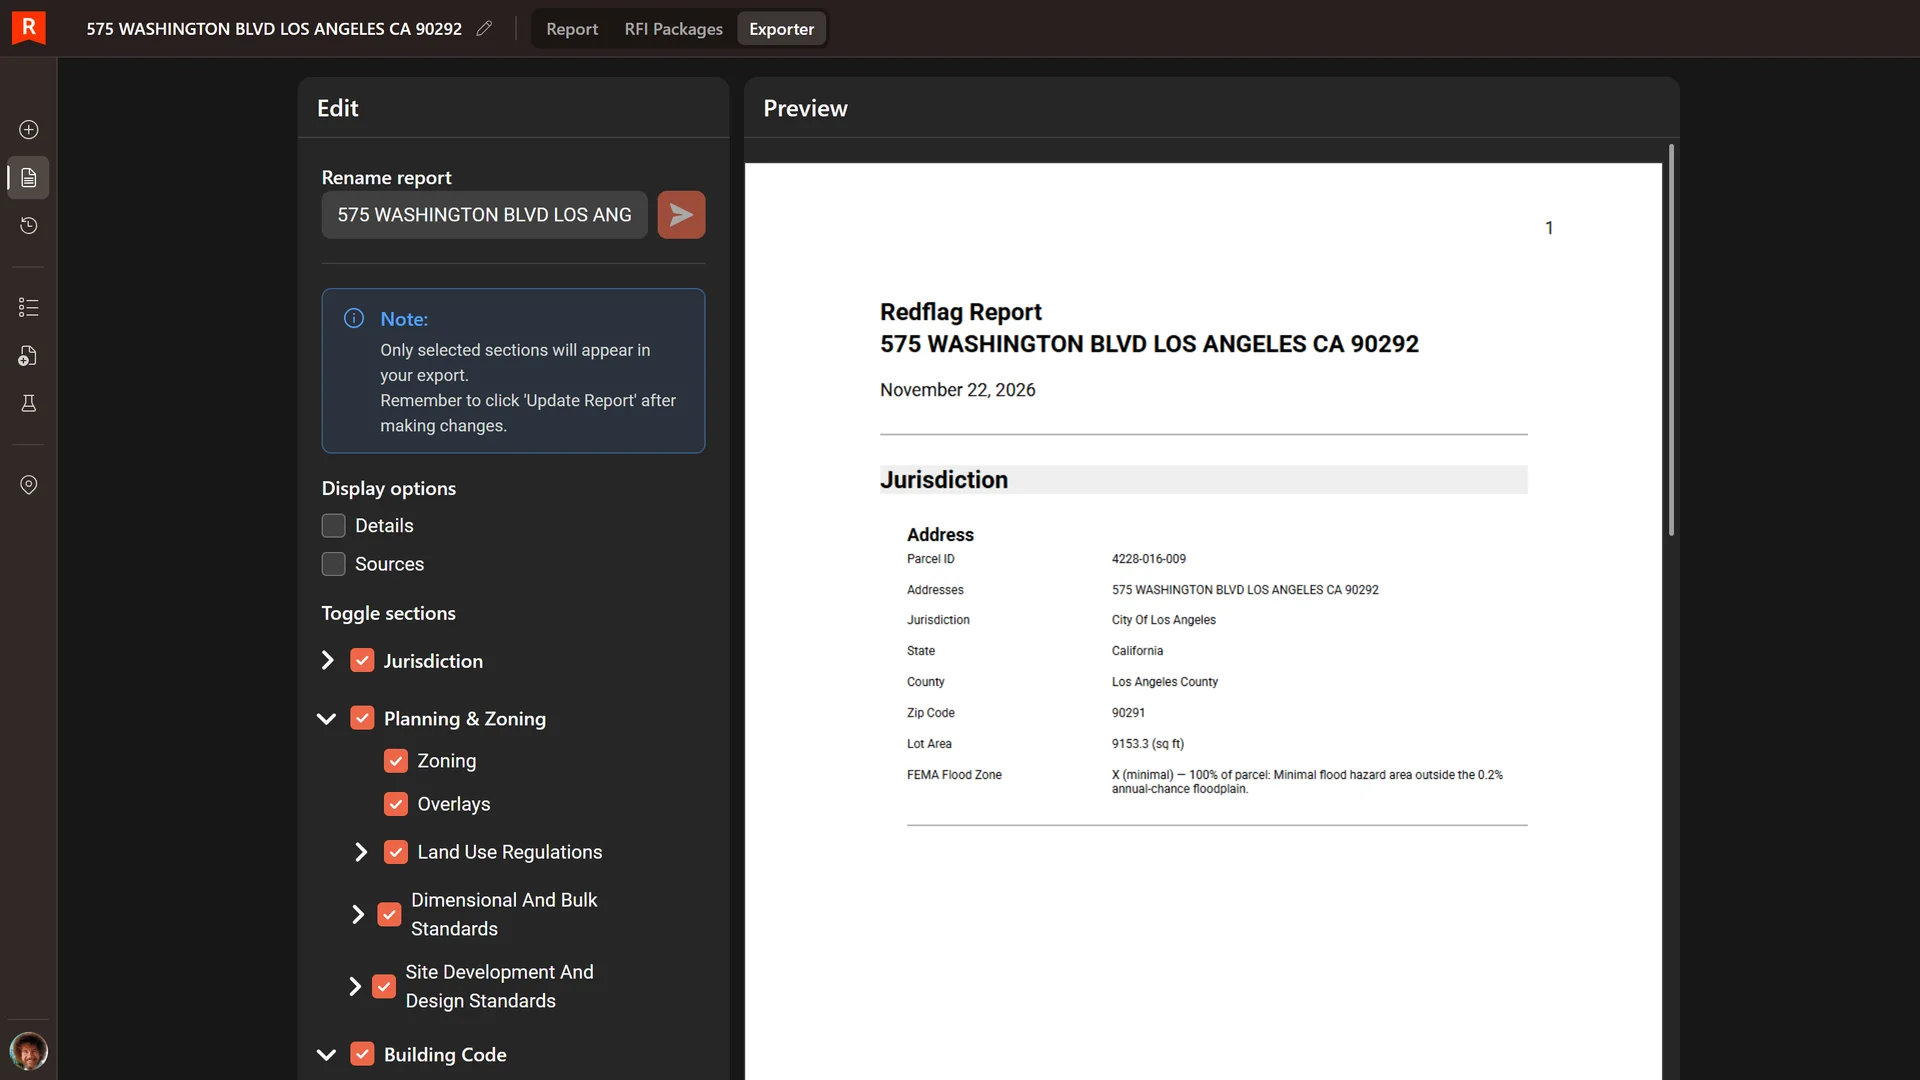 R
575 WASHINGTON BLVD LOS ANGELES CA 90292
Report
RFI Packages
Exporter
Edit
Rename report
575 WASHINGTON BLVD LOS ANG
Note:
Only selected sections will appear in
your export.
Remember to click 'Update Report' after
making changes.
Display options
Details
Sources
Toggle sections
Jurisdiction
Planning & Zoning
Zoning
Overlays
Land Use Regulations
Dimensional And Bulk
Standards
Site Development And
Design Standards
Building Code
Preview
1
Redflag Report
575 WASHINGTON BLVD LOS ANGELES CA 90292
November 22, 2026
Jurisdiction
Address
Parcel ID 4228-016-009
Addresses 575 WASHINGTON BLVD LOS ANGELES CA 90292
Jurisdiction City Of Los Angeles
State California
County Los Angeles County
Zip Code 90291
Lot Area 9153.3 (sq ft)
FEMA Flood Zone X (minimal) — 100% of parcel: Minimal flood hazard area outside the 0.2%
annual-chance floodplain.